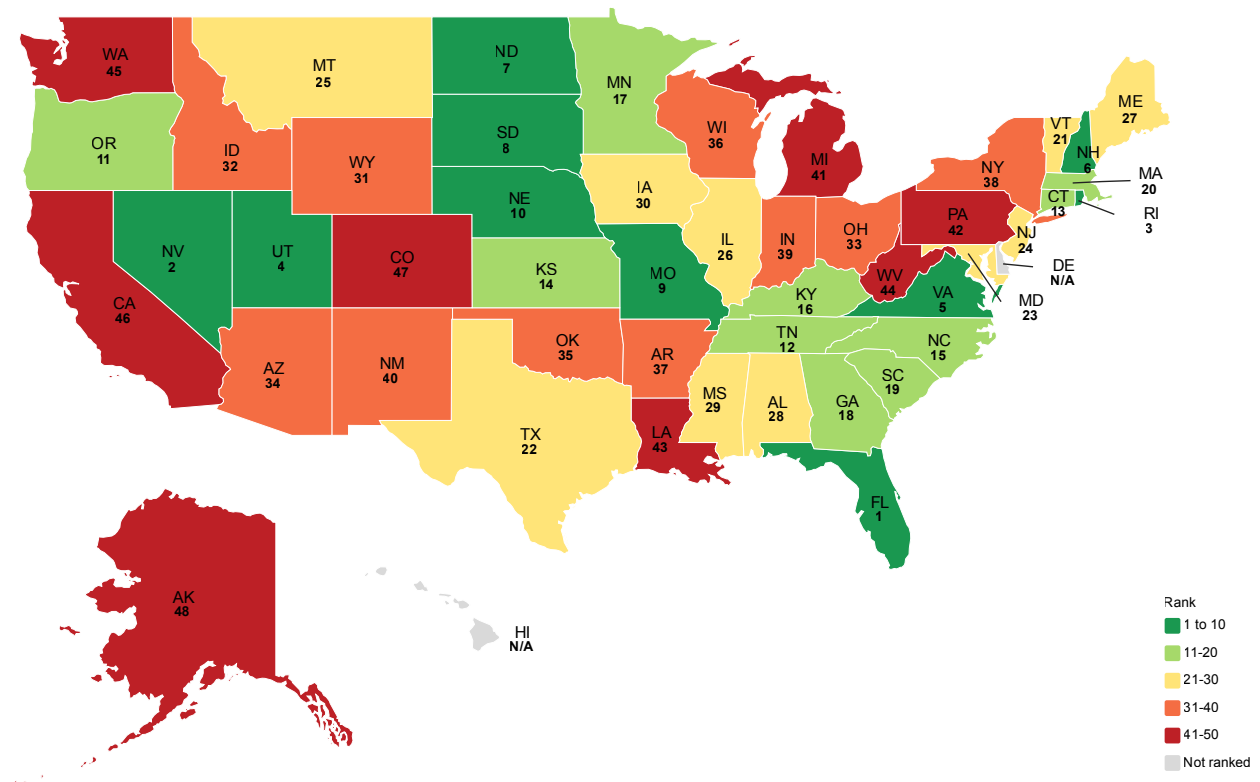 WA
45
MT
25
ND
7
MN
17
OR
11
ID
32
WY
31
SD
8
WI
36
MI
41
NY
38
VT
21
NH
6
ME
27
MA
20
CT
13
RI
3
NV
2
UT
4
CO
47
NE
10
IA
30
IL
26
IN
39
OH
33
PA
42
NJ
24
DE
N/A
MD
23
CA
46
KS
14
MO
9
KY
16
WV
44
VA
5
AZ
34
NM
40
OK
35
AR
37
TN
12
NC
15
SC
19
TX
22
LA
43
MS
29
AL
28
GA
18
FL
1
AK
48
HI
N/A
Rank
1 to 10
11-20
21-30
31-40
41-50
Not ranked